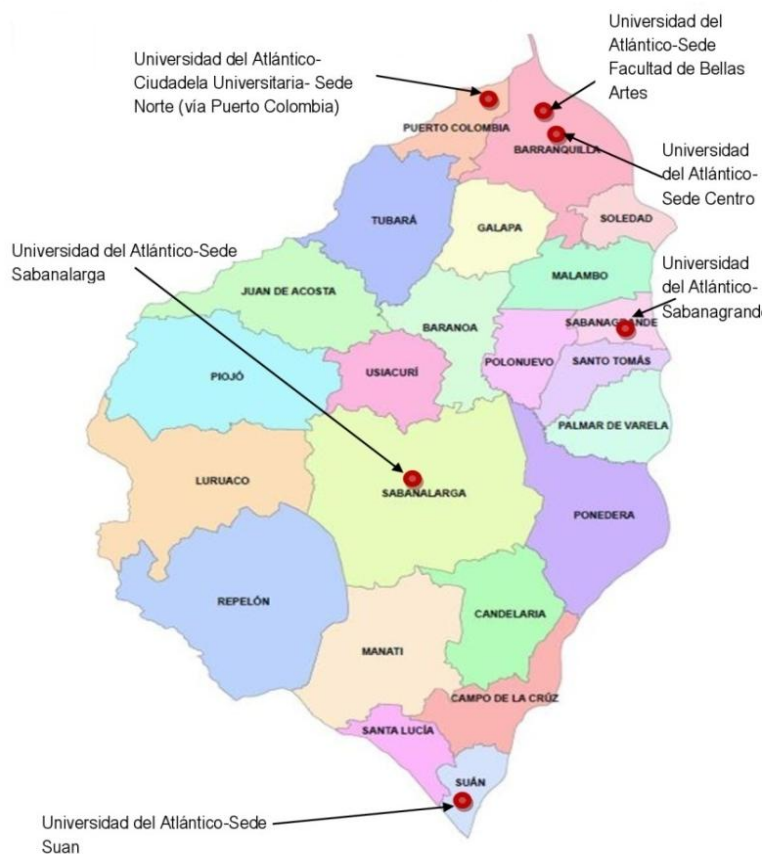 Universidad del Atlántico-
Ciudadela Universitaria- Sede
Norte (vía Puerto Colombia)
Universidad del
Atlántico-Sede
Facultad de Bellas
Artes
PUERTO COLOMBIA
BARRANQUILLA
Universidad
del Atlántico-
Sede Centro
TUBARÁ
GALAPA
SOLEDAD
Universidad del Atlántico-Sede
Sabanalarga
MALAMBO
Universidad
del Atlántico-
Sabanagrande
JUAN DE ACOSTA
BARANOA
SABANAGRANDE
POLONUEVO
SANTO TOMÁS
PIOJÓ
USIACURÍ
PALMAR DE VARELA
LURUACO
SABANALARGA
PONEDERA
REPELÓN
CANDELARIA
MANATI
CAMPO DE LA CRÚZ
SANTA LUCÍA
SUÁN
Universidad del Atlántico-Sede
Suan